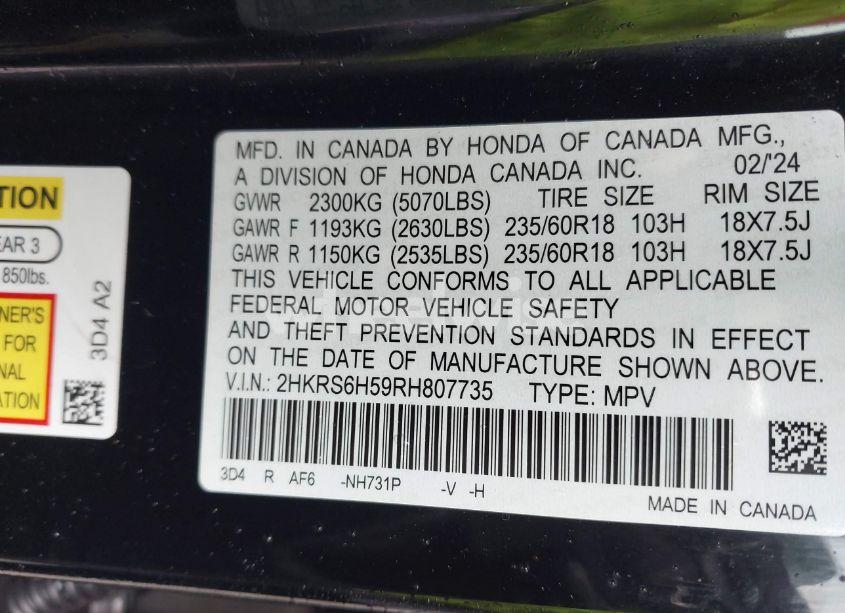 TION
EAR 3
850lbs.
NER'S
FOR
NAL
ATION
3D4 A2
MFD. IN CANADA BY HONDA OF CANADA MFG.,
A DIVISION OF HONDA CANADA INC. 02/'24
GVWR 2300KG (5070LBS) TIRE SIZE RIM SIZE
GAWR F 1193KG (2630LBS) 235/60R18 103H 18X7.5J
GAWR R 1150KG (2535LBS) 235/60R18 103H 18X7.5J
THIS VEHICLE CONFORMS TO ALL APPLICABLE
FEDERAL MOTOR VEHICLE SAFETY
AND THEFT PREVENTION STANDARDS IN EFFECT
ON THE DATE OF MANUFACTURE SHOWN ABOVE.
V.I.N.: 2HKRS6H59RH807735 TYPE: MPV
3D4 R AF6 -NH731P -V -H
MADE IN CANADA